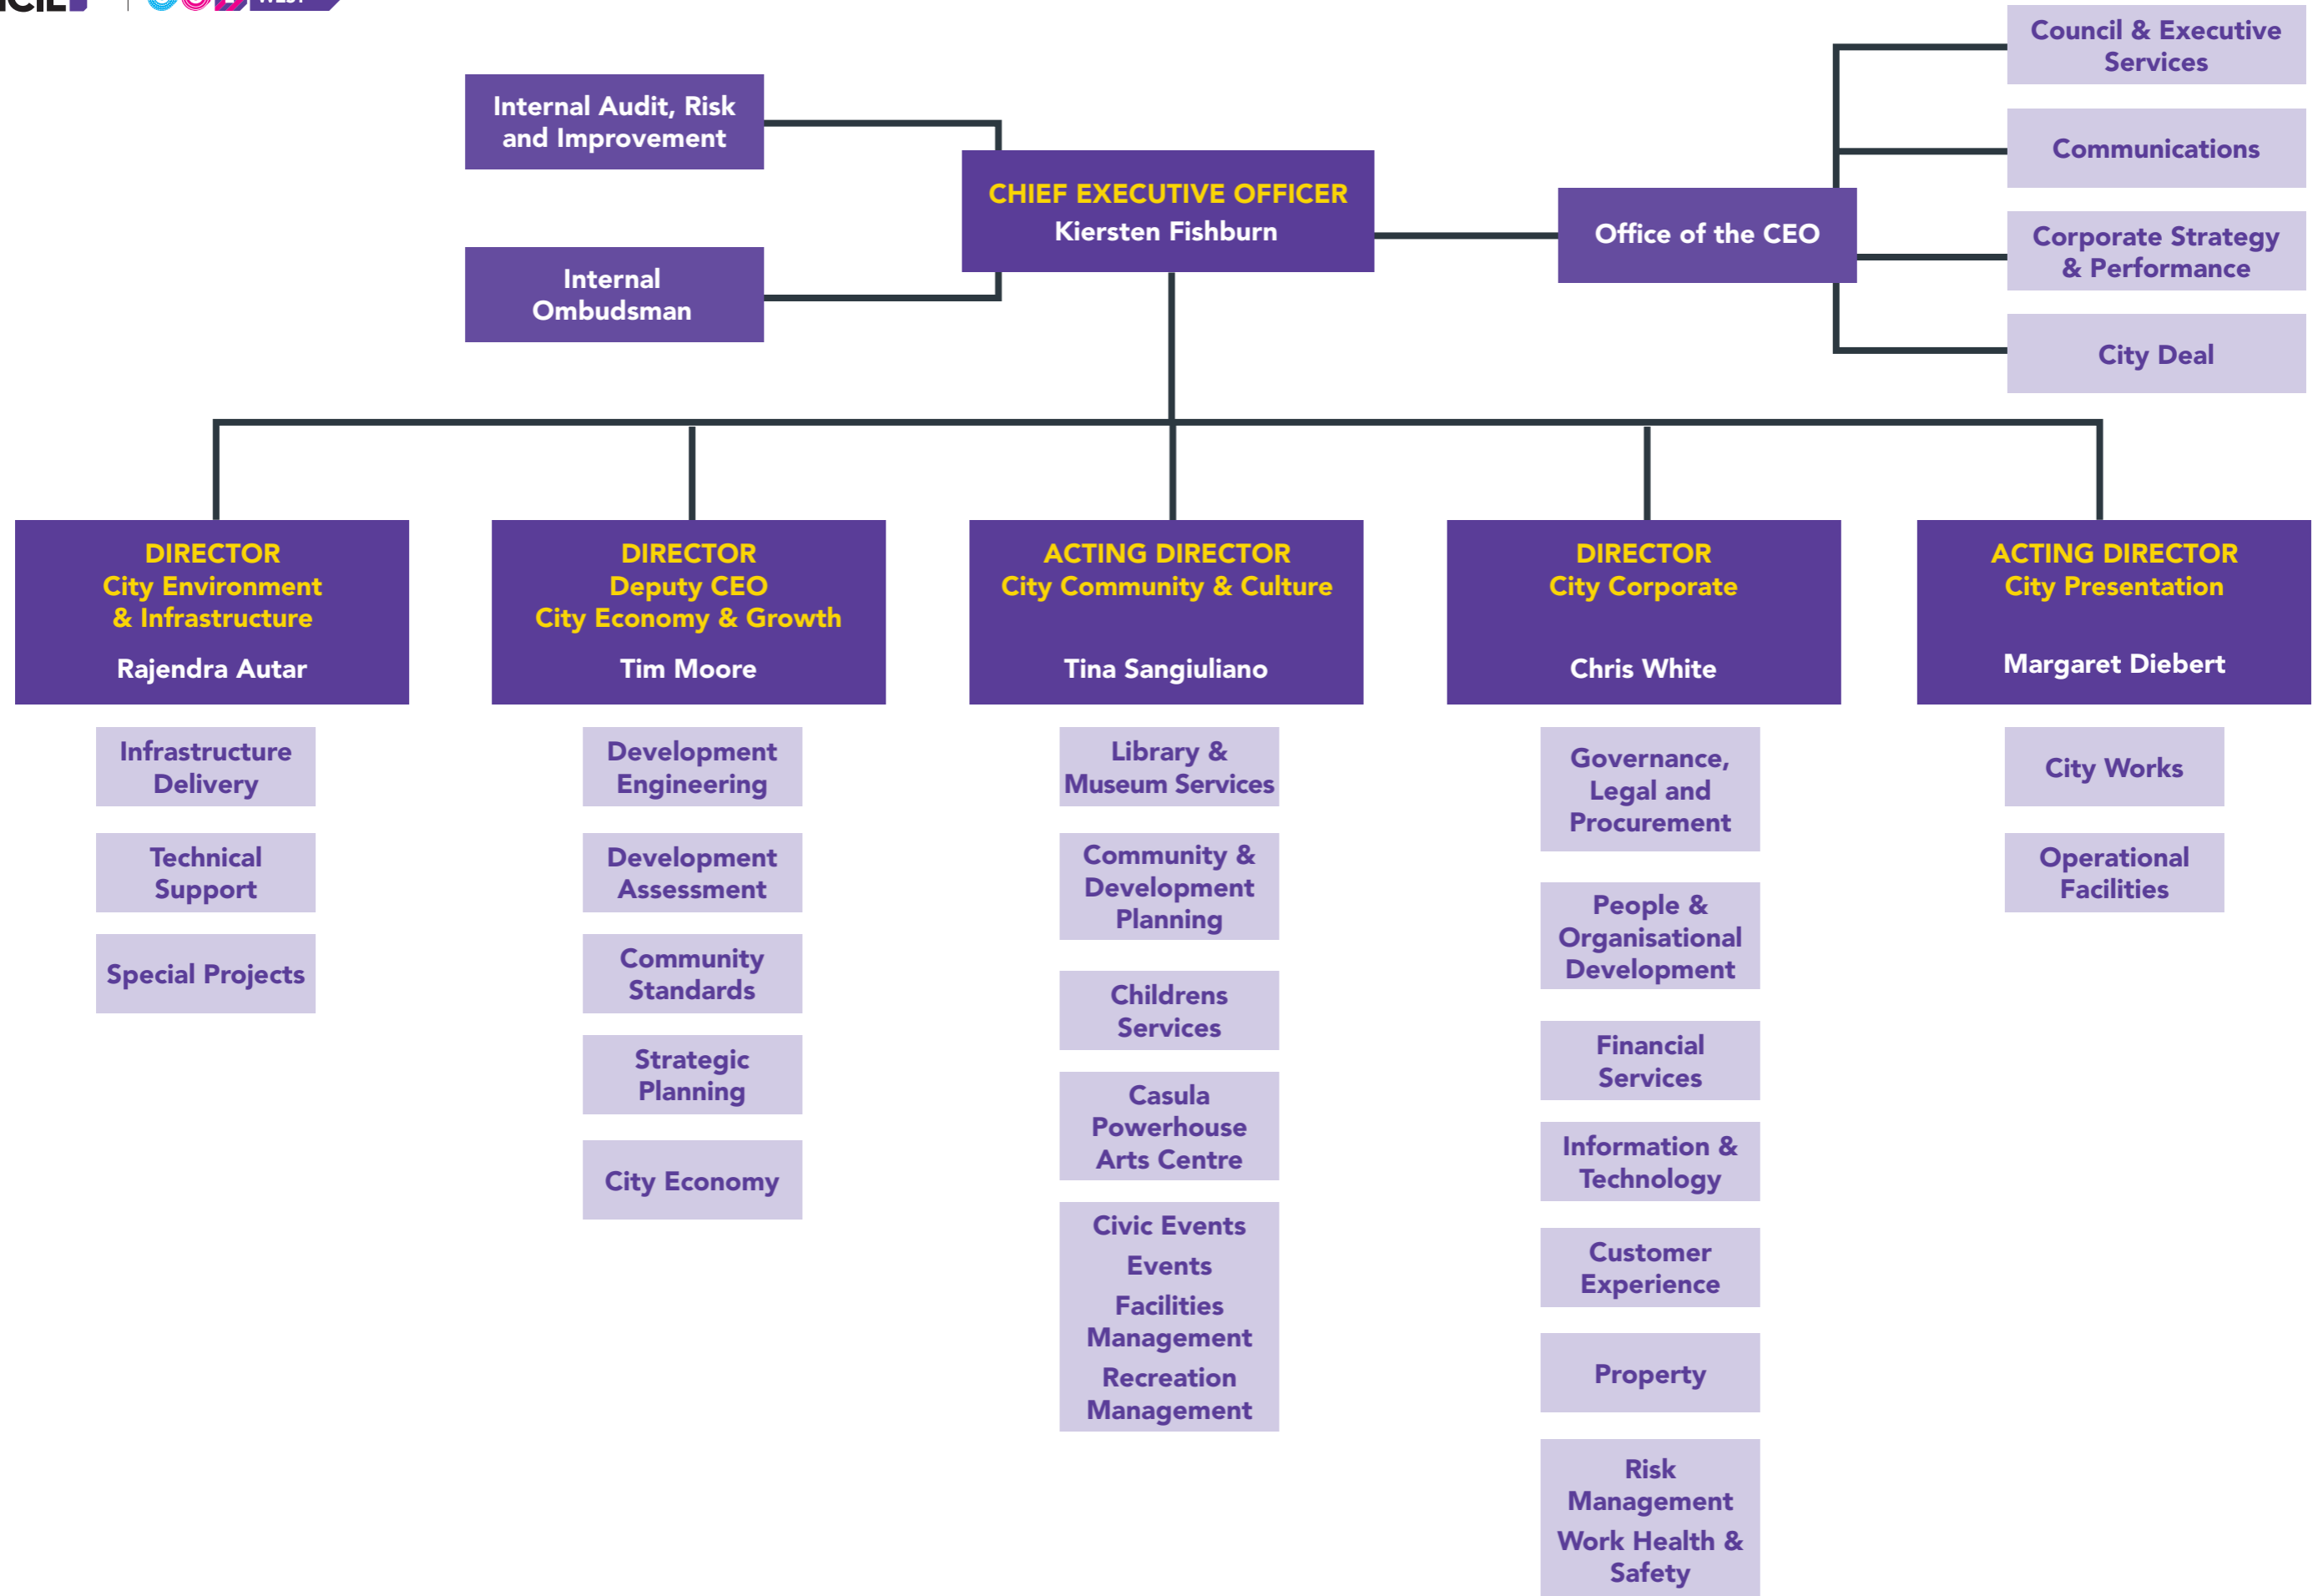 WEST
Council & Executive
Services
Internal Audit, Risk
and Improvement
Communications
CHIEF EXECUTIVE OFFICER
Kiersten Fishburn
Office of the CEO
Corporate Strategy
& Performance
Internal
Ombudsman
City Deal
DIRECTOR
City Environment
& Infrastructure
Rajendra Autar
Infrastructure
Delivery
Technical
Support
Special Projects
DIRECTOR
Deputy CEO
City Economy & Growth
Tim Moore
Development
Engineering
Development
Assessment
Community
Standards
Strategic
Planning
City Economy
ACTING DIRECTOR
City Community & Culture
Tina Sangiuliano
Library &
Museum Services
Community &
Development
Planning
Childrens
Services
Casula
Powerhouse
Arts Centre
Civic Events
Events
Facilities
Management
Recreation
Management
DIRECTOR
City Corporate
Chris White
Governance,
Legal and
Procurement
People &
Organisational
Development
Financial
Services
Information &
Technology
Customer
Experience
Property
Risk
Management
Work Health &
Safety
ACTING DIRECTOR
City Presentation
Margaret Diebert
City Works
Operational
Facilities